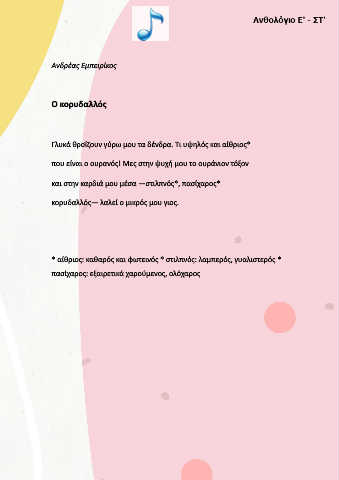 Ανθολόγιο Ε' - ΣΤ'
Ανδρέας Εμπειρίκος
Ο κορυδαλλός
Γλυκά θροΐζουν γύρω μου τα δένδρα. Τι υψηλός και αίθριος*
που είναι ο ουρανός! Μες στην ψυχή μου το ουράνιον τόξον
και στην καρδιά μου μέσα —στιλπνός*, πασίχαρος*
κορυδαλλός— λαλεί ο μικρός μου γιος.
* αίθριος: καθαρός και φωτεινός * στιλπνός: λαμπερός, γυαλιστερός *
πασίχαρος: εξαιρετικά χαρούμενος, ολόχαρος